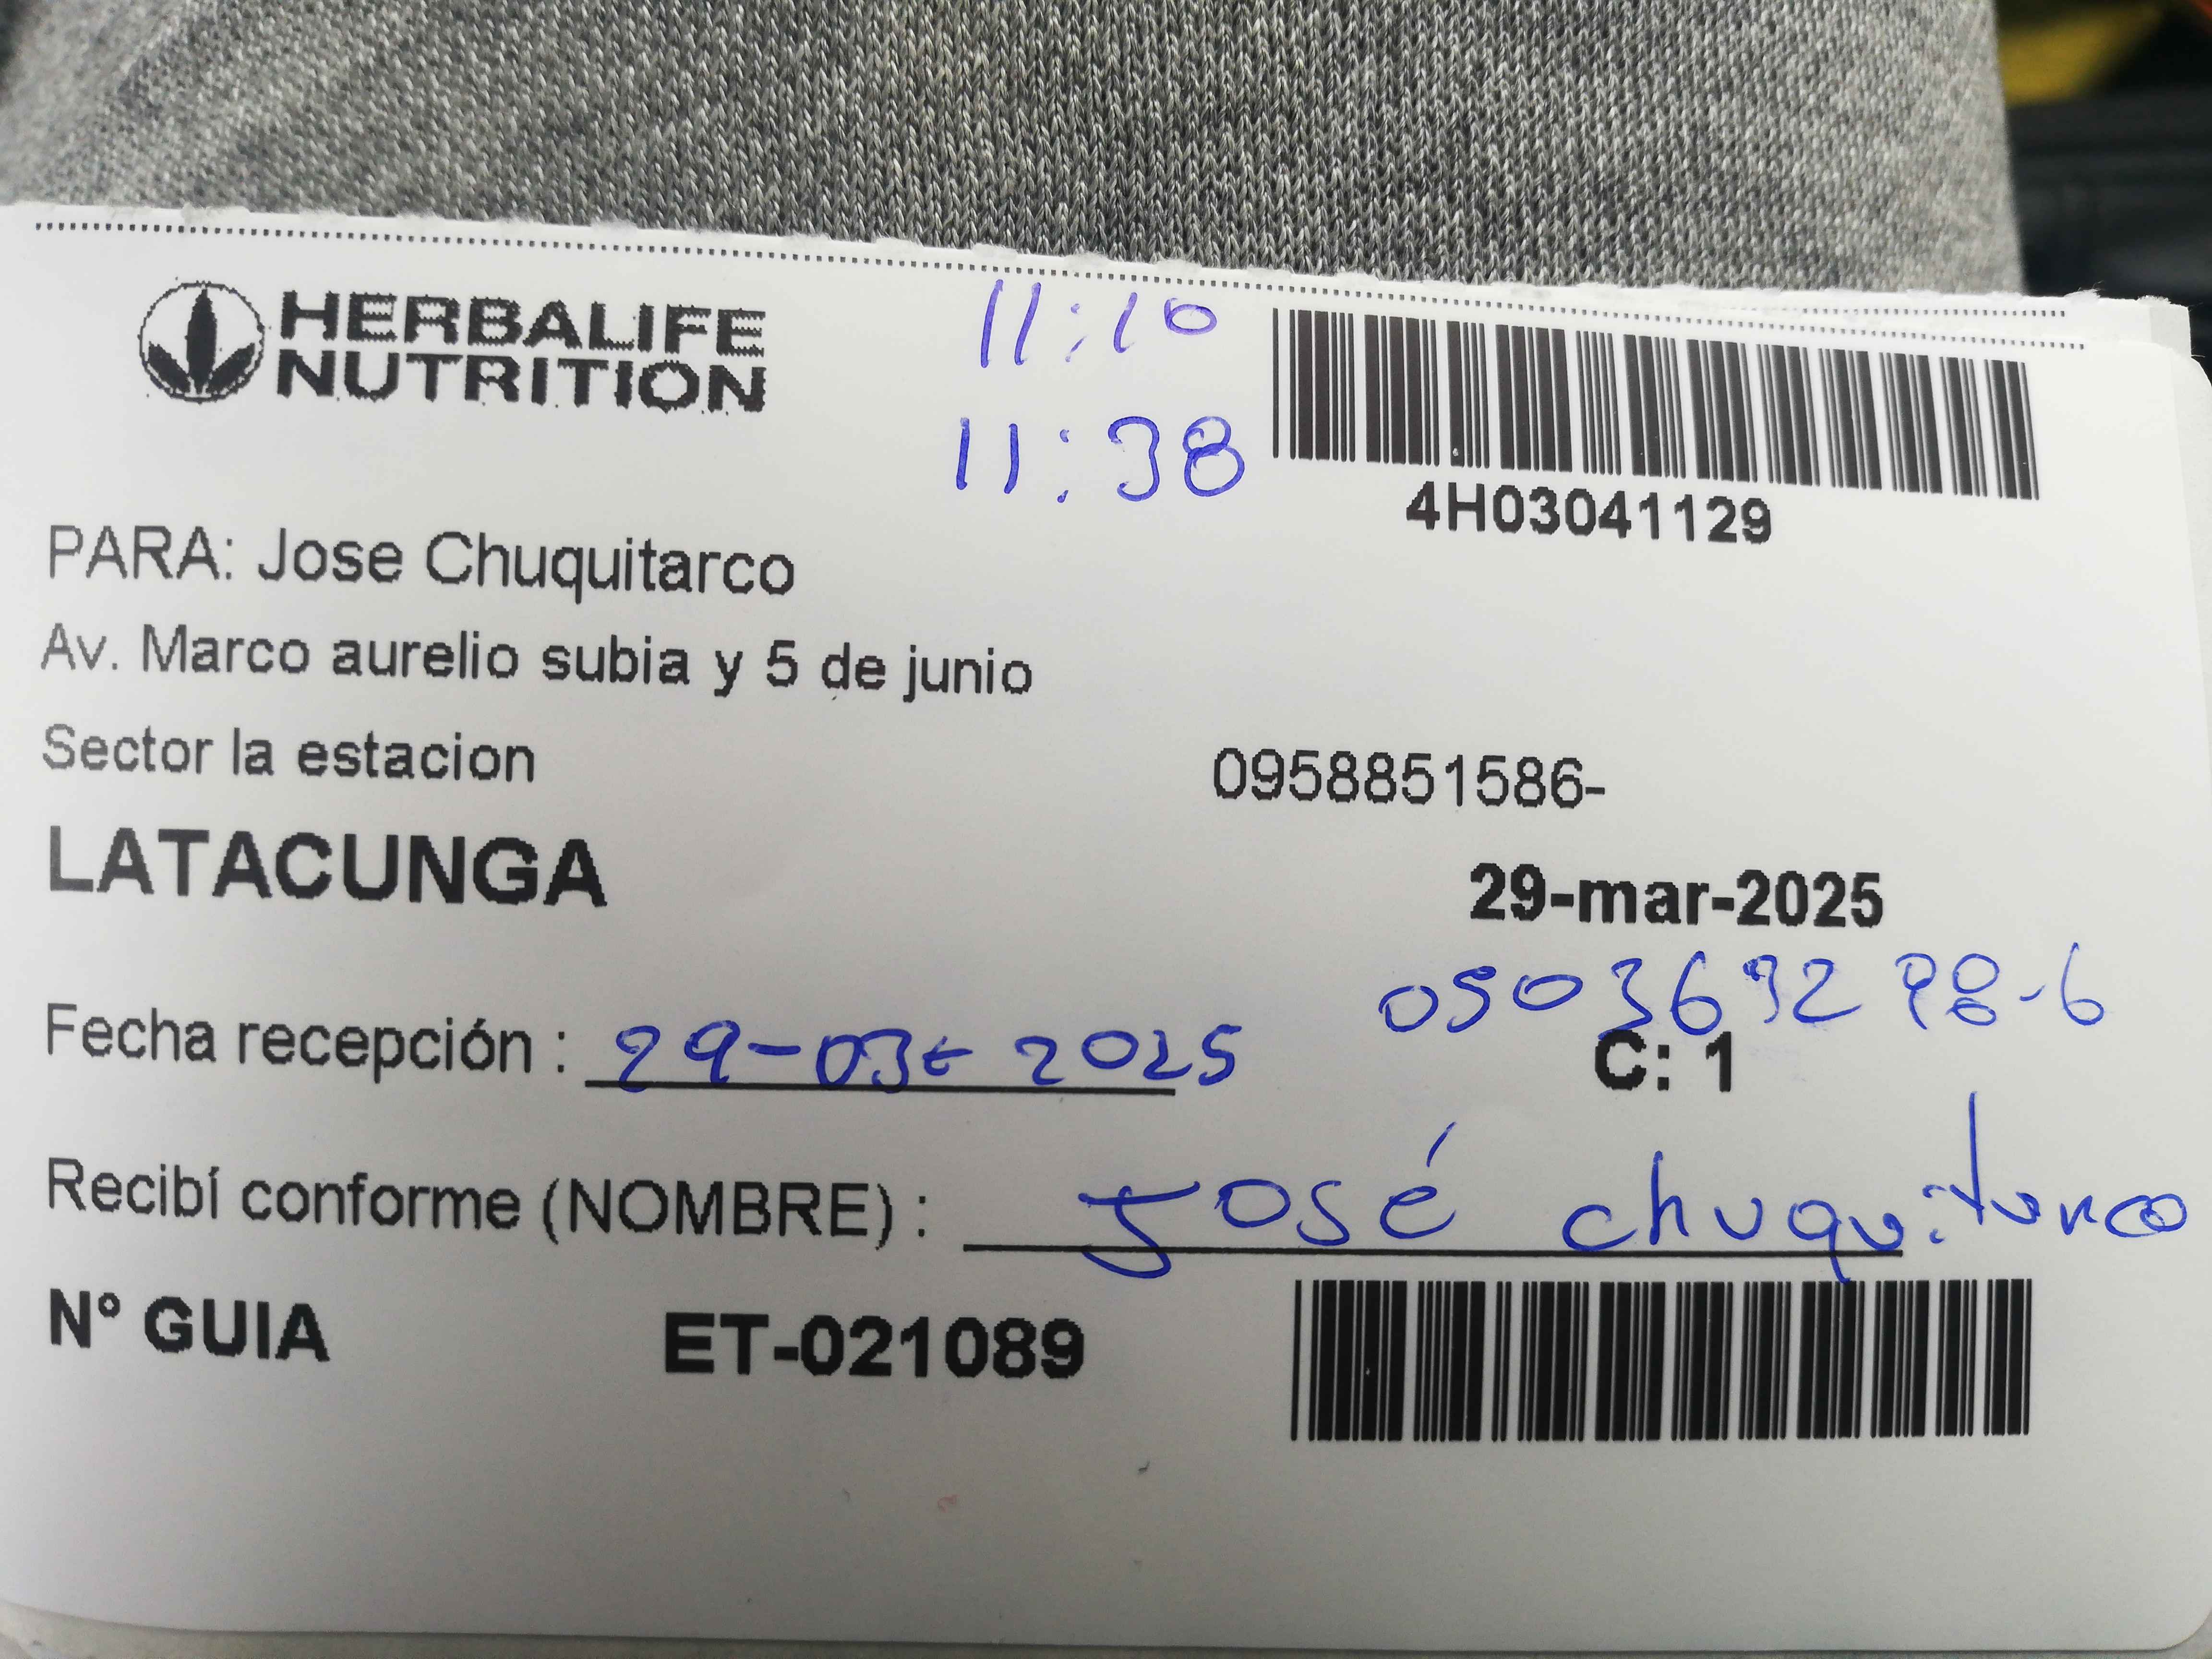 HERBALIFE
NUTRITION
11:10
11:38
4H03041129
PARA: Jose Chuquitarco
Av. Marco aurelio subia y 5 de junio
Sector la estacion
0958851586-
LATACUNGA
29-mar-2025
Fecha recepción : 29-03- 2025
C: 1
Recibí conforme (NOMBRE) : José chuquitarco
N° GUIA ET-021089